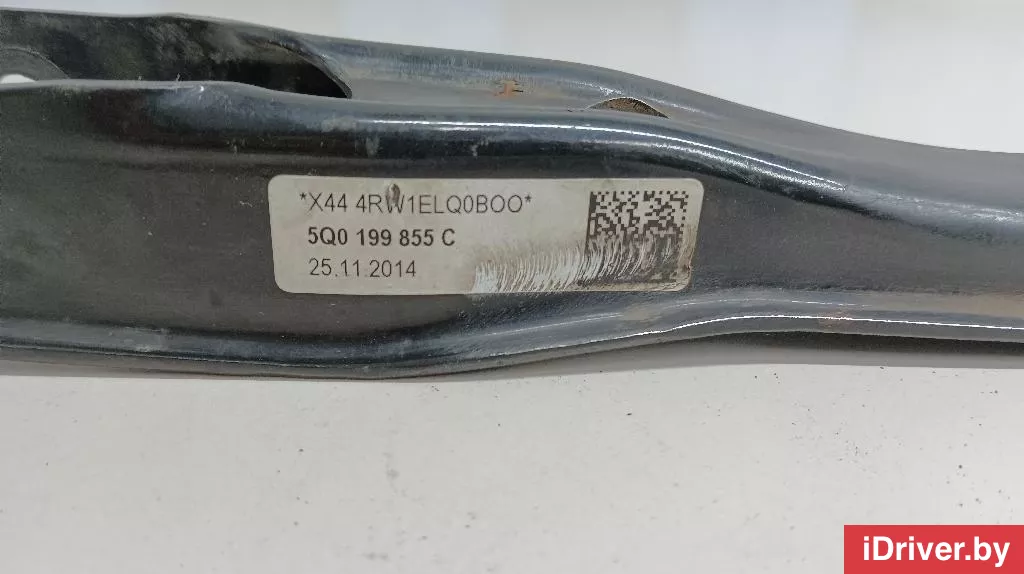 *X44 4RW1ELQ0BOO*
5Q0 199 855 C
25.11.2014
iDriver.by